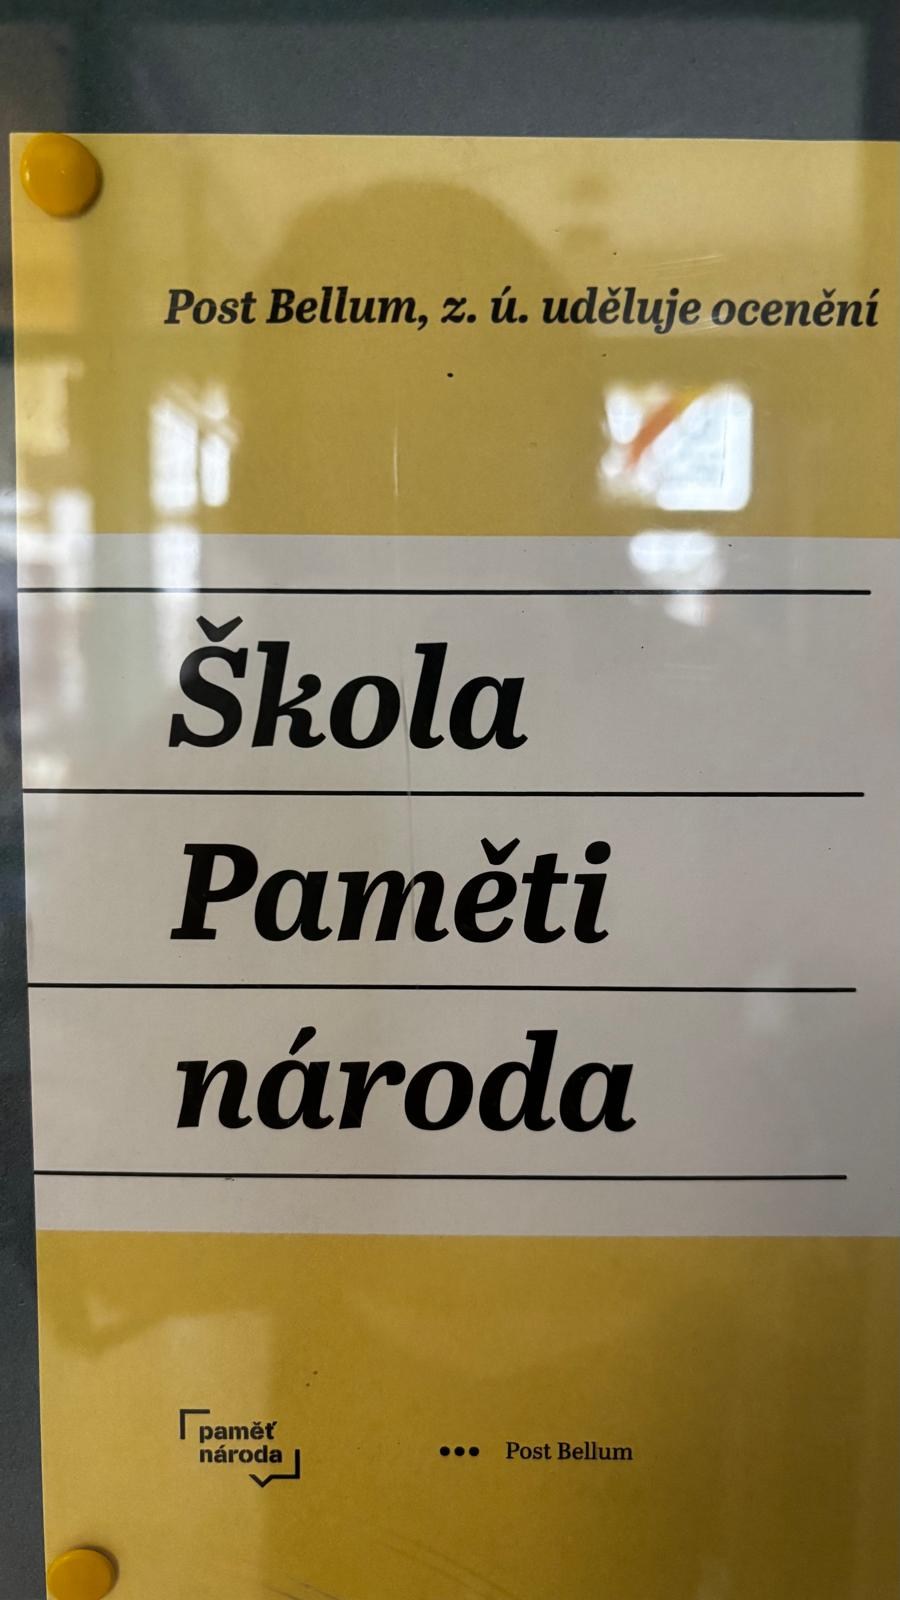 Post Bellum, z. ú. uděluje ocenění
Škola
Paměti
národa
paměť
národa
••• Post Bellum